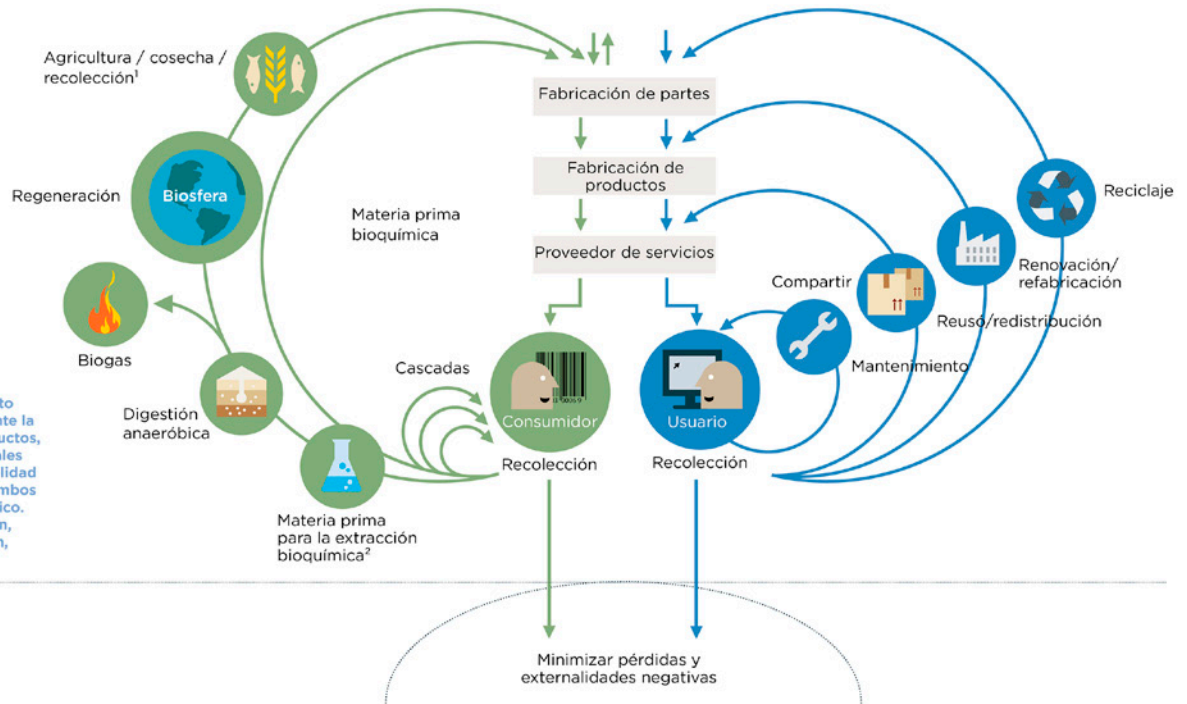 Agricultura / cosecha /
recolección¹
Regeneración
Biosfera
Biogas
Digestión
anaeróbica
Materia prima
para la extracción
bioquímica²
Materia prima
bioquímica
Cascadas
Fabricación de partes
Fabricación de
productos
Proveedor de servicios
Consumidor
Recolección
Usuario
Recolección
Compartir
Mantenimiento
Reuso/redistribución
Renovación/
refabricación
Reciclaje
Minimizar pérdidas y
externalidades negativas